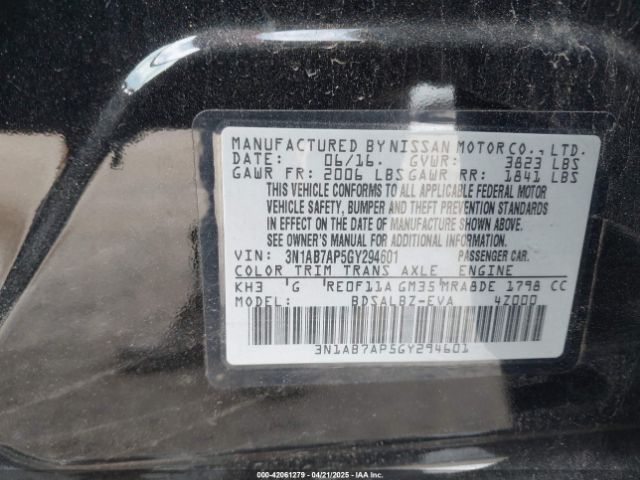 MANUFACTURED BY NISSAN MOTOR CO., LTD.
DATE: 06/16. GVWR: 3823 LBS
GAWR FR: 2006 LBS GAWR RR: 1841 LBS
THIS VEHICLE CONFORMS TO ALL APPLICABLE FEDERAL MOTOR
VEHICLE SAFETY, BUMPER AND THEFT PREVENTION STANDARDS
IN EFFECT ON THE DATE OF MANUFACTURE SHOWN ABOVE.
SEE OWNER'S MANUAL FOR ADDITIONAL INFORMATION.
VIN: 3N1AB7AP5GY294601 PASSENGER CAR.
COLOR TRIM TRANS AXLE ENGINE
KH3 G RE0F11A GM35 MRA8DE 1798 CC
MODEL: BDSALBZ-EVA 4Z000
3N1AB7AP5GY294601
000-42061279 - 04/21/2025 - IAA Inc.